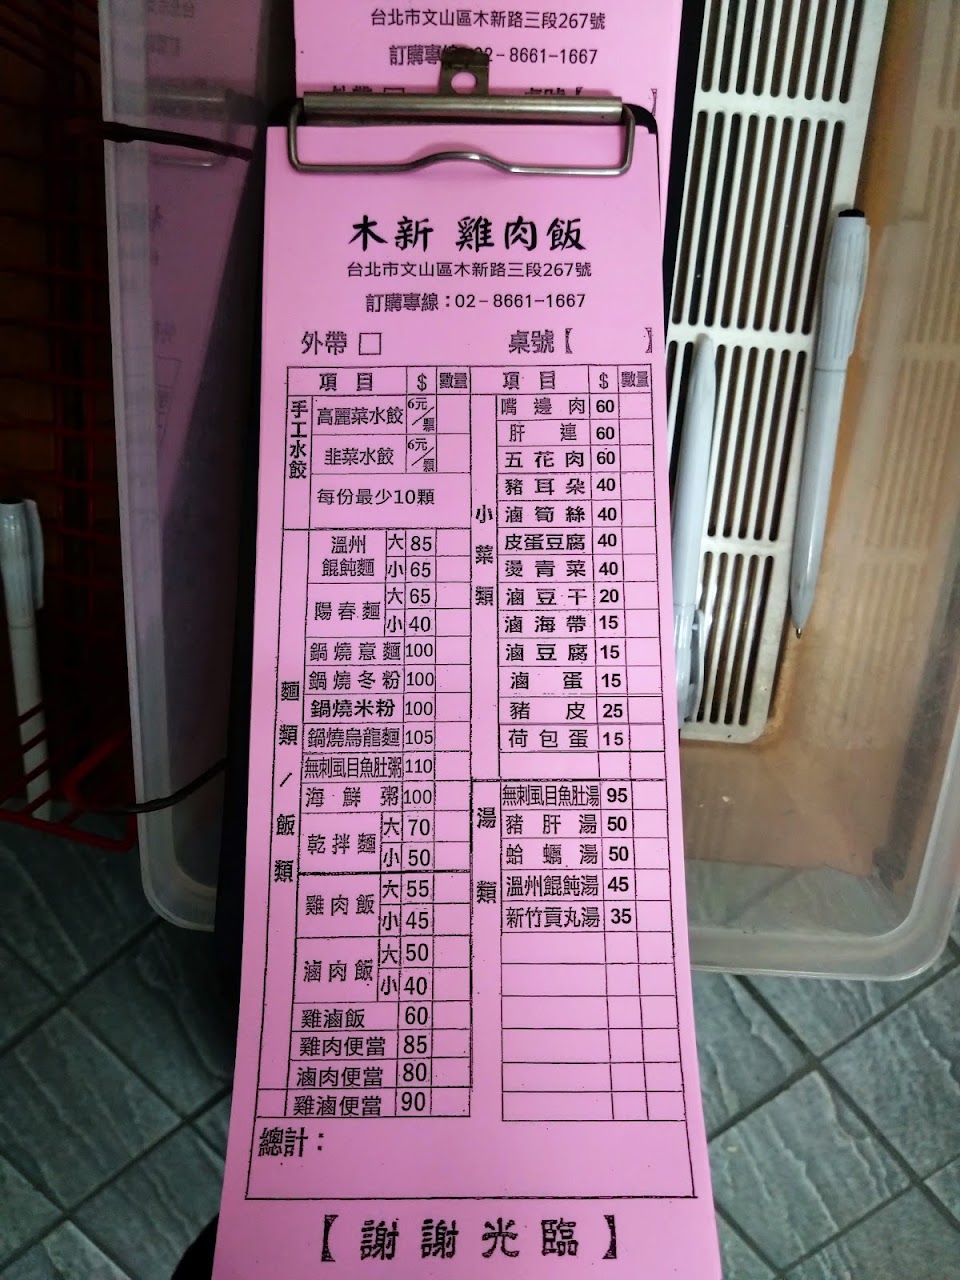 台北市文山區木新路三段267號
訂購專線 02-8661-1667
外帶 □ 桌號【 】
木新 雞肉飯
台北市文山區木新路三段267號
訂購專線：02-8661-1667
外帶 □ 桌號【 】
項目 $ 數量
手工水餃
高麗菜水餃 6元/顆
韭菜水餃 6元/顆
每份最少10顆
麵類/飯類
溫州餛飩麵 大 85
小 65
陽春麵 大 65
小 40
鍋燒意麵 100
鍋燒冬粉 100
鍋燒米粉 100
鍋燒烏龍麵 105
無刺虱目魚肚粥 110
海鮮粥 100
乾拌麵 大 70
小 50
雞肉飯 大 55
小 45
滷肉飯 大 50
小 40
雞滷飯 60
雞肉便當 85
滷肉便當 80
雞滷便當 90
項目 $ 數量
小菜類
嘴邊肉 60
肝連 60
五花肉 60
豬耳朵 40
滷筍絲 40
皮蛋豆腐 40
燙青菜 40
滷豆干 20
滷海帶 15
滷豆腐 15
滷蛋 15
豬皮 25
荷包蛋 15
湯類
無刺虱目魚肚湯 95
豬肝湯 50
蛤蠣湯 50
溫州餛飩湯 45
新竹貢丸湯 35
總計：
【謝謝光臨】